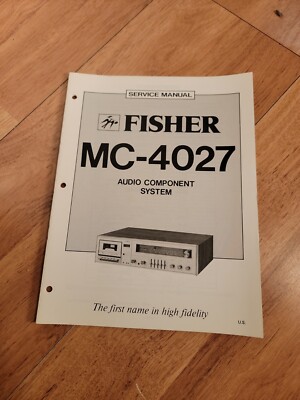 SERVICE MANUAL
FISHER
MC-4027
AUDIO COMPONENT
SYSTEM
The first name in high fidelity